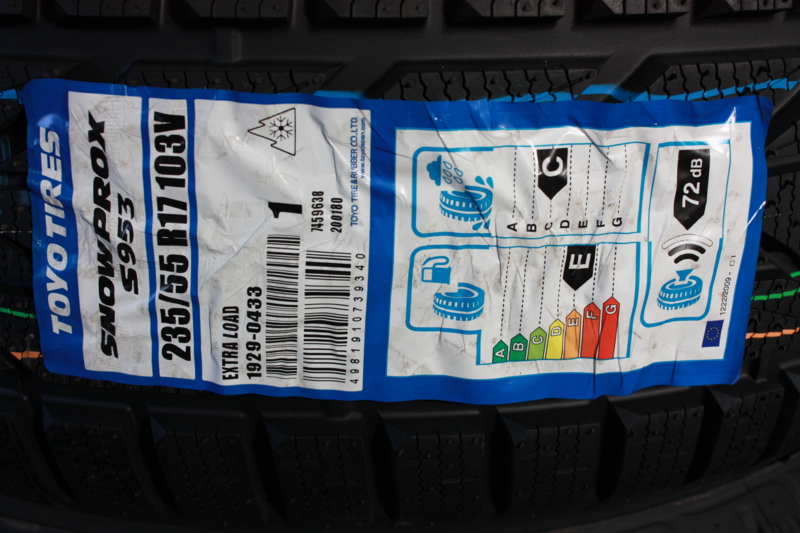 TOYO TIRES
SNOWPROX
S953
235/55 R17 103V
EXTRA LOAD
1929-0433
1
7459638
200180
4981910739340
TOYO TIRE & RUBBER CO., LTD.
C
A
B
C
D
E
F
G
E
A
B
C
D
E
F
G
72 dB
1222/2009 - C1